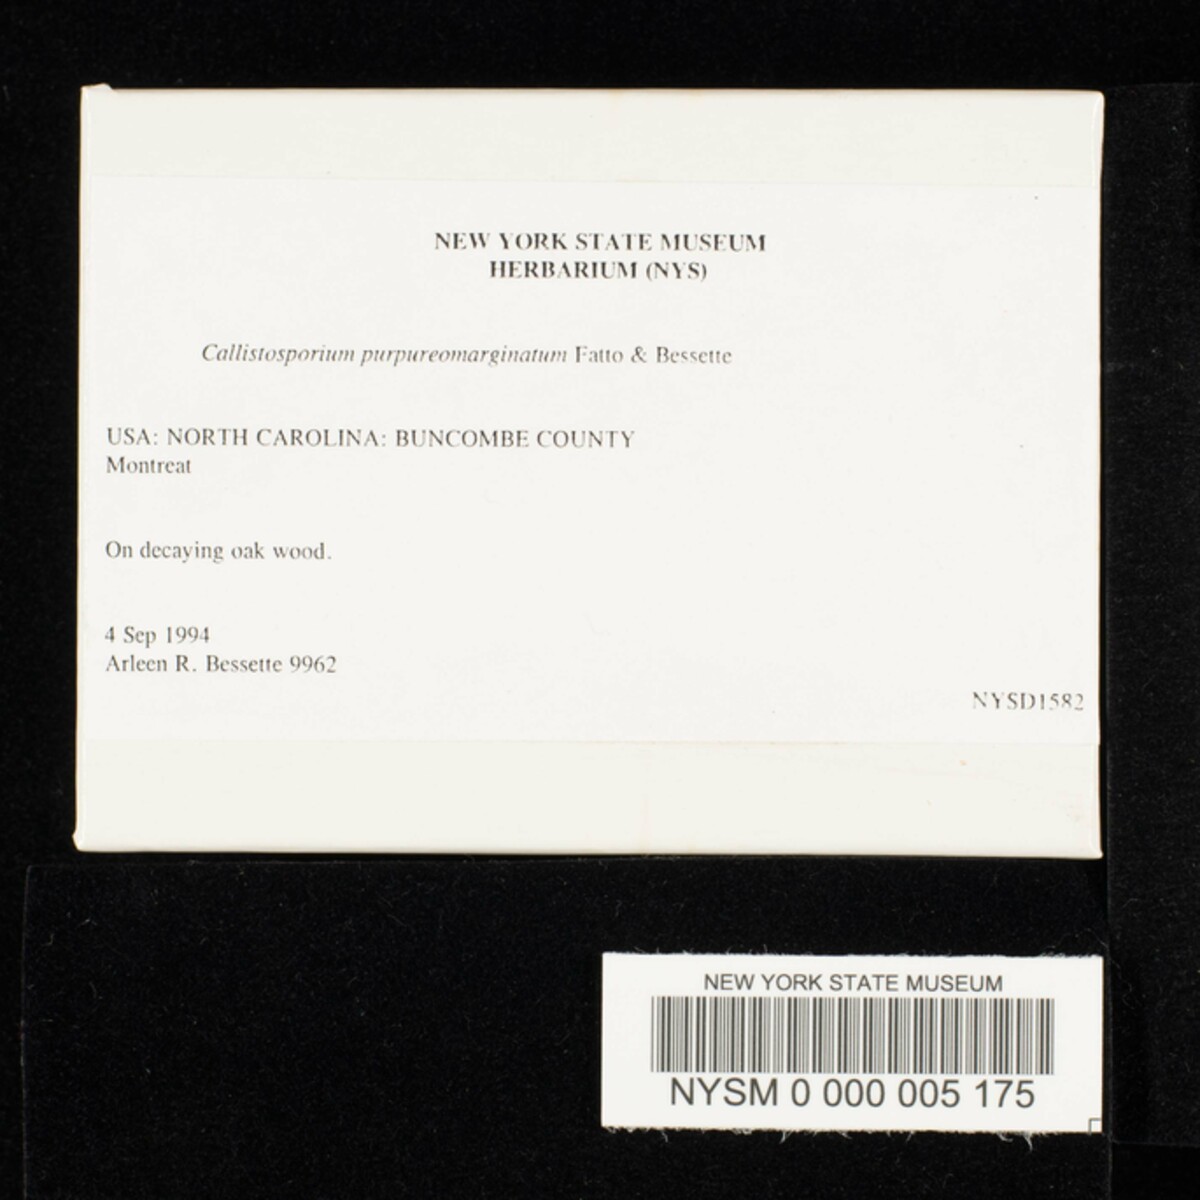 NEW YORK STATE MUSEUM
HERBARIUM (NYS)
Callistosporium purpureomarginatum Fatto & Bessette
USA: NORTH CAROLINA: BUNCOMBE COUNTY
Montreat
On decaying oak wood.
4 Sep 1994
Arleen R. Bessette 9962
NYSD1582
NEW YORK STATE MUSEUM
NYSM 0 000 005 175